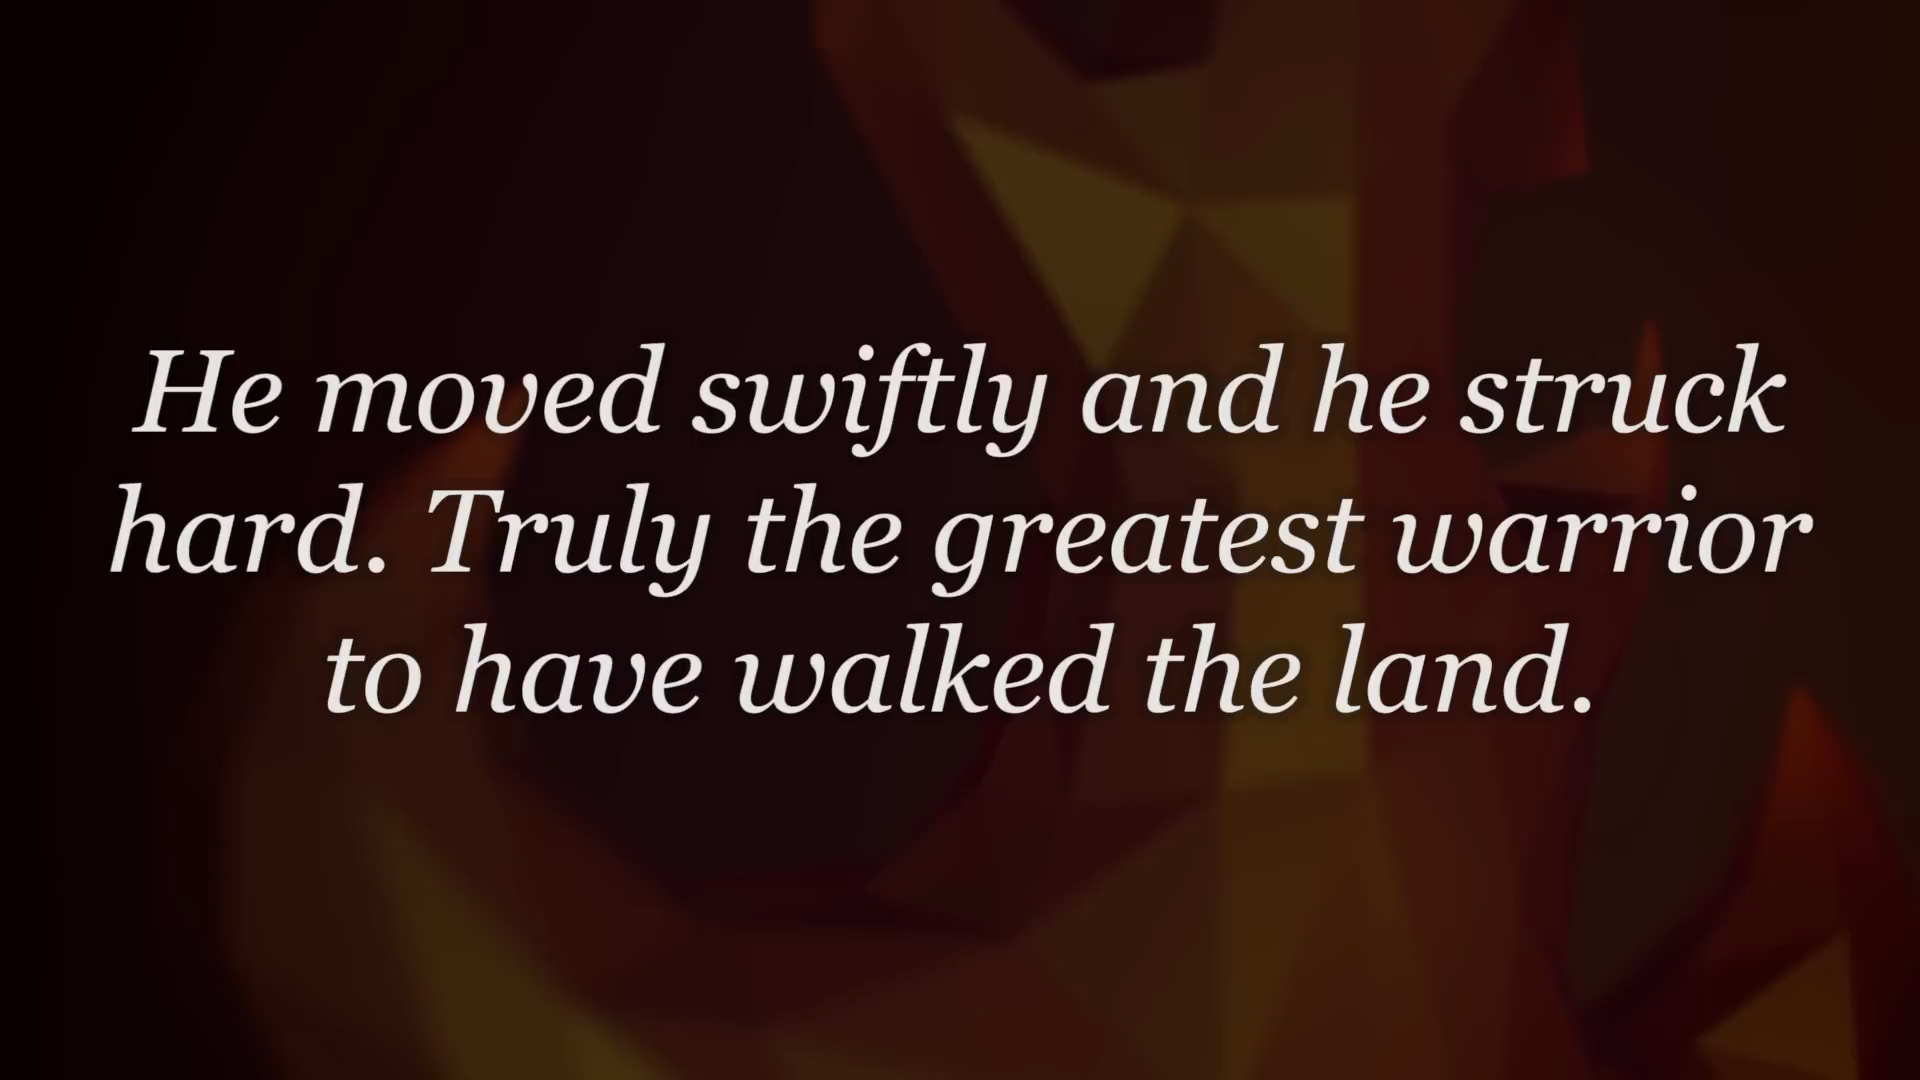 He moved swiftly and he struck
hard. Truly the greatest warrior
to have walked the land.